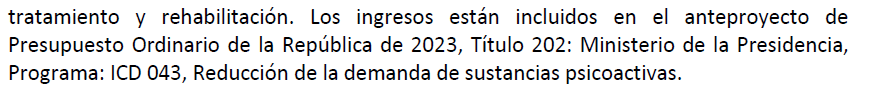 tratamiento y rehabilitación. Los ingresos están incluidos en el anteproyecto de
Presupuesto Ordinario de la República de 2023, Título 202: Ministerio de la Presidencia,
Programa: ICD 043, Reducción de la demanda de sustancias psicoactivas.